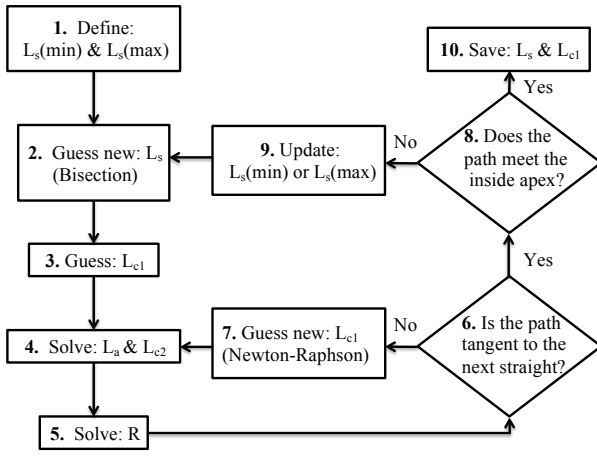 1. Define:
Ls(min) & Ls(max)
2. Guess new: Ls
(Bisection)
3. Guess: Lc1
4. Solve: La & Lc2
5. Solve: R
6. Is the path
tangent to the
next straight?
No
7. Guess new: Lc1
(Newton-Raphson)
Yes
8. Does the
path meet the
inside apex?
No
9. Update:
Ls(min) or Ls(max)
Yes
10. Save: Ls & Lc1